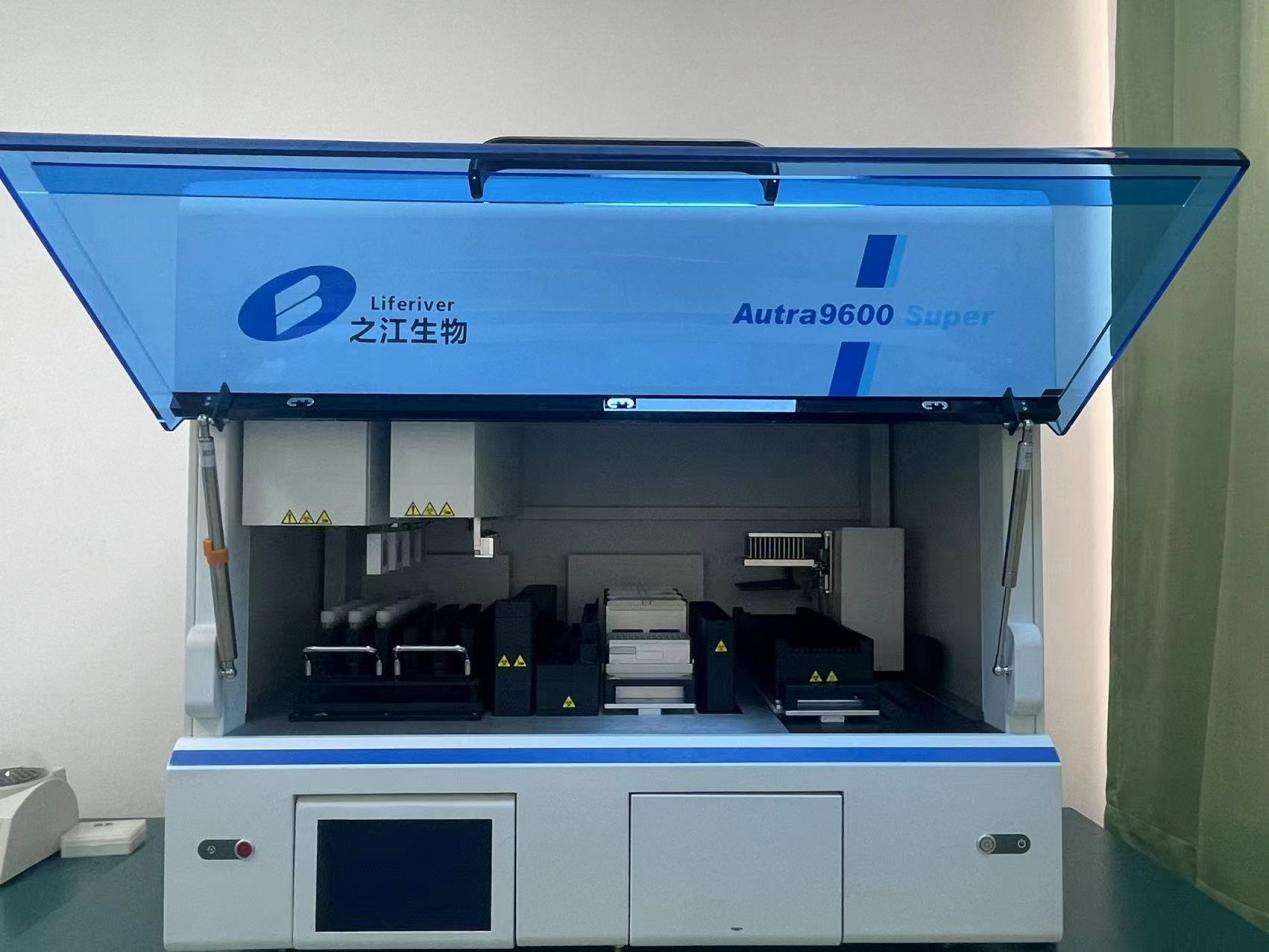 Liferiver
之江生物
Autra9600 Super